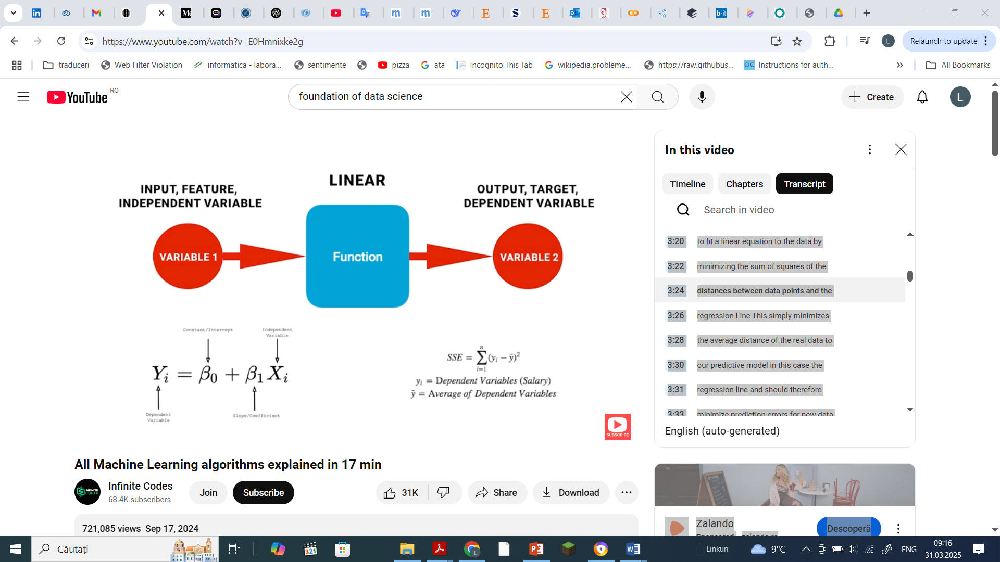 https://www.youtube.com/watch?v=E0Hmnixke2g
L
Relaunch to update
traduceri
Web Filter Violation
informatica - labora...
sentimente
pizza
ata
Incognito This Tab
wikipedia.probleme...
https://raw.githubus...
Instructions for auth...
All Bookmarks
YouTube RO
foundation of data science
Create
L
INPUT, FEATURE,
INDEPENDENT VARIABLE
LINEAR
OUTPUT, TARGET,
DEPENDENT VARIABLE
VARIABLE 1
Function
VARIABLE 2
Constant/Intercept
Independent
Variable
Yᵢ = β₀ + β₁Xᵢ
Dependent
Variable
Slope/Coefficient
SSE = ∑ⁿᵢ₌₁(yᵢ − ȳ)²
yᵢ = Dependent Variables (Salary)
ȳ = Average of Dependent Variables
SUBSCRIBE
In this video
Timeline
Chapters
Transcript
Search in video
3:20 to fit a linear equation to the data by
3:22 minimizing the sum of squares of the
3:24 distances between data points and the
3:26 regression Line This simply minimizes
3:28 the average distance of the real data to
3:30 our predictive model in this case the
3:31 regression line and should therefore
3:33 minimize prediction errors for new data
English (auto-generated)
All Machine Learning algorithms explained in 17 min
Infinite Codes
68.4K subscribers
Join
Subscribe
31K
Share
Download
721,085 views Sep 17, 2024
Zalando
Sponsored · zalando.ro
Descoperă
Căutați
Linkuri
9°C
ENG
09:16
31.03.2025